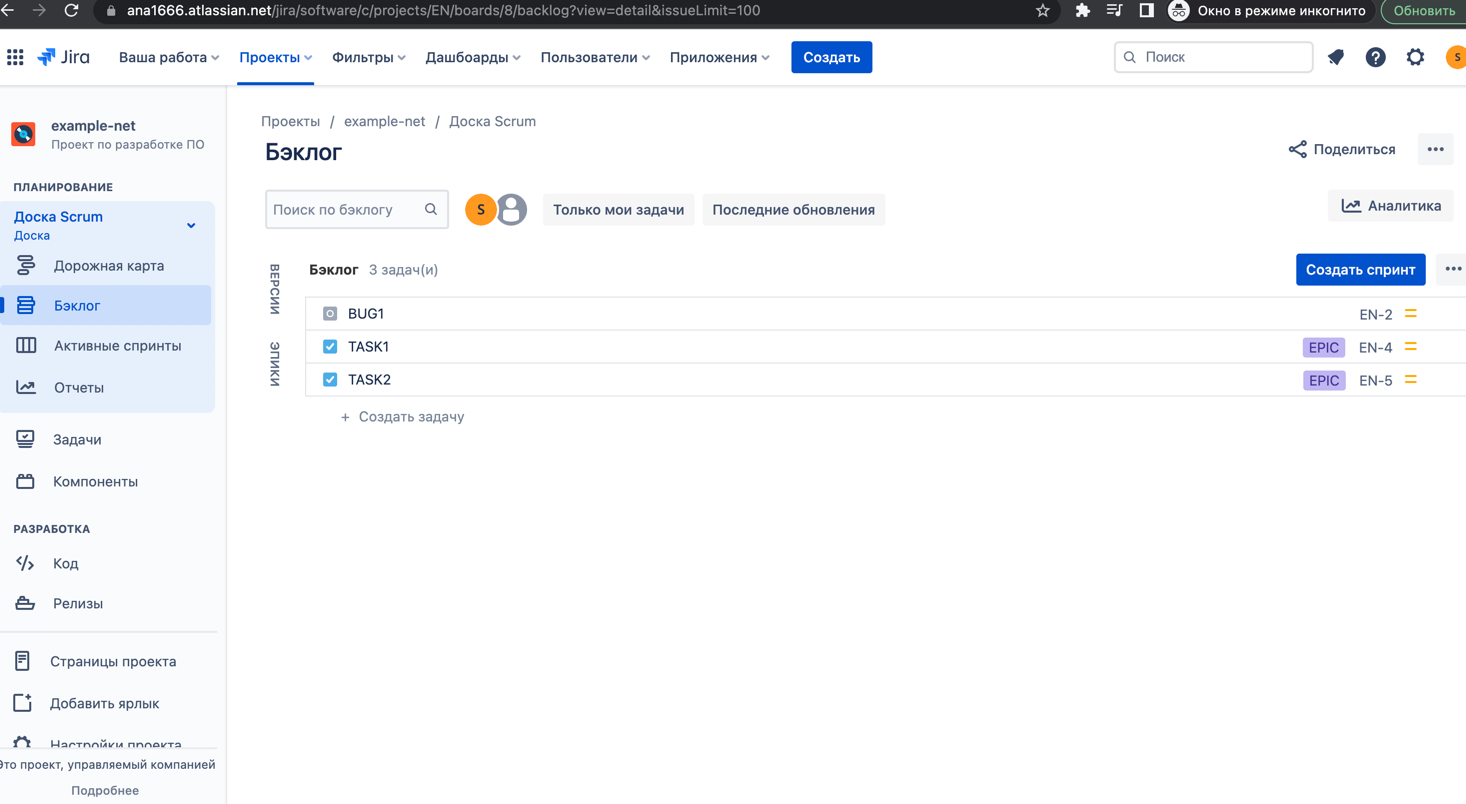 ana1666.atlassian.net/jira/software/c/projects/EN/boards/8/backlog?view=detail&issueLimit=100
Окно в режиме инкогнито
Обновить
Jira
Ваша работа
Проекты
Фильтры
Дашборды
Пользователи
Приложения
Создать
Поиск
S
example-net
Проект по разработке ПО
ПЛАНИРОВАНИЕ
Доска Scrum
Доска
Дорожная карта
Бэклог
Активные спринты
Отчеты
Задачи
Компоненты
РАЗРАБОТКА
Код
Релизы
Страницы проекта
Добавить ярлык
Настройки проекта
Это проект, управляемый компанией
Подробнее
Проекты / example-net / Доска Scrum
Бэклог
Поделиться
Поиск по бэклогу
S
Только мои задачи
Последние обновления
Аналитика
ВЕРСИИ
ЭПИКИ
Бэклог 3 задач(и)
Создать спринт
BUG1 EN-2
TASK1 EPIC EN-4
TASK2 EPIC EN-5
+ Создать задачу